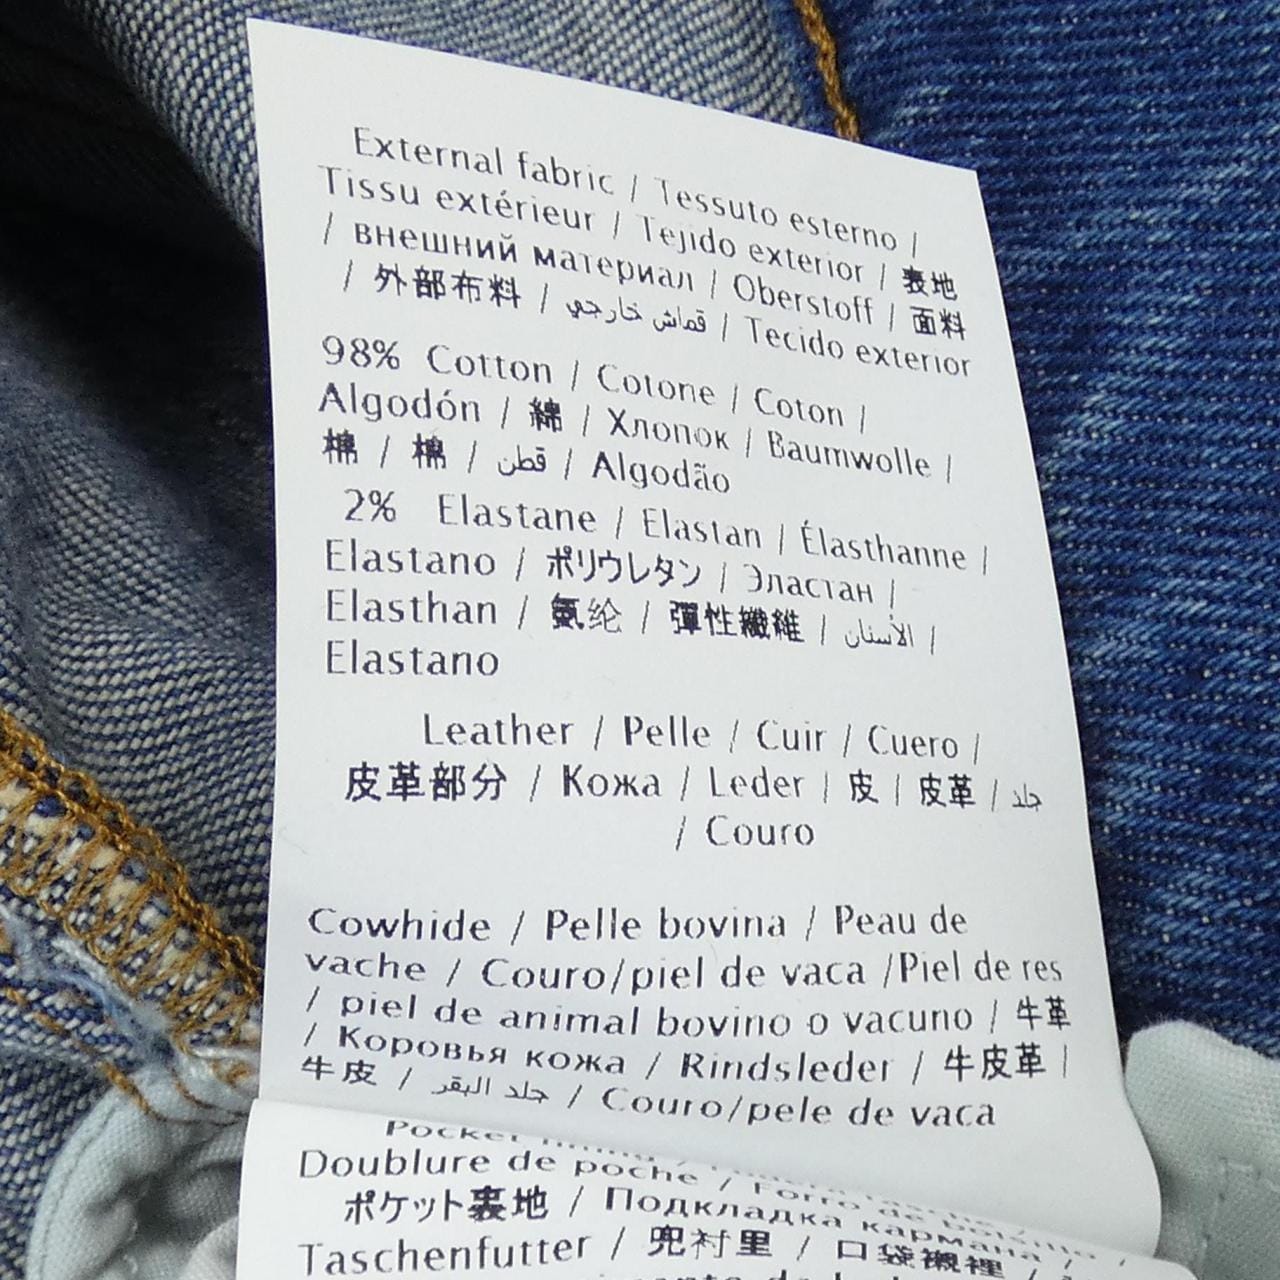 External fabric / Tessuto esterno /
Tissu extérieur / Tejido exterior / 表地
/ внешний материал / Oberstoff / 面料
/ 外部布料 / قماش خارجي / Tecido exterior
98% Cotton / Cotone / Coton /
Algodón / 綿 / Хлопок / Baumwolle /
棉 / 棉 / قطن / Algodão
2% Elastane / Elastan / Élasthanne /
Elastano / ポリウレタン / Эластан /
Elasthan / 氨纶 / 彈性纖維 / الأستان /
Elastano
Leather / Pelle / Cuir / Cuero /
皮革部分 / Кожа / Leder / 皮 / 皮革 / جلد
/ Couro
Cowhide / Pelle bovina / Peau de
vache / Couro/piel de vaca /Piel de res
/ piel de animal bovino o vacuno / 牛革
/ Коровья кожа / Rindsleder / 牛皮革 /
牛皮 / جلد البقر / Couro/pele de vaca
Pocket
Doublure de poche / Forro de bolsillo
ポケット裏地 / Подкладка кармана /
Taschenfutter / 兜衬里 / 口袋襯裡 /